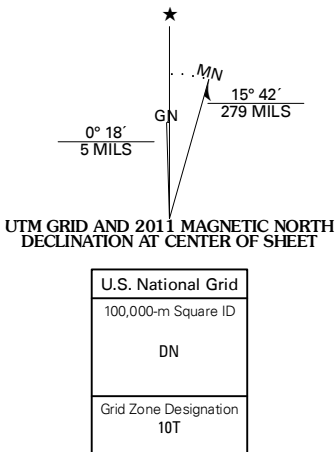 ★
MN
15° 42´
279 MILS
GN
0° 18´
5 MILS
UTM GRID AND 2011 MAGNETIC NORTH
DECLINATION AT CENTER OF SHEET
U.S. National Grid
100,000-m Square ID
DN
Grid Zone Designation
10T